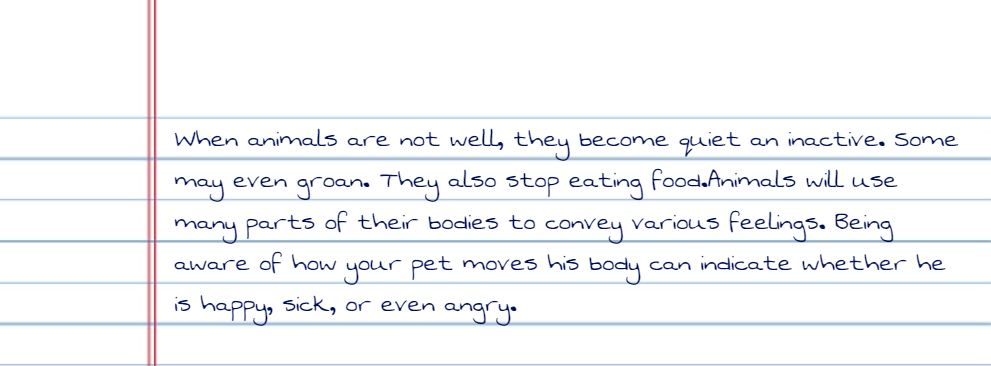 When animals are not well, they become quiet an inactive. Some
may even groan. They also stop eating food.Animals will use
many parts of their bodies to convey various feelings. Being
aware of how your pet moves his body can indicate whether he
is happy, sick, or even angry.